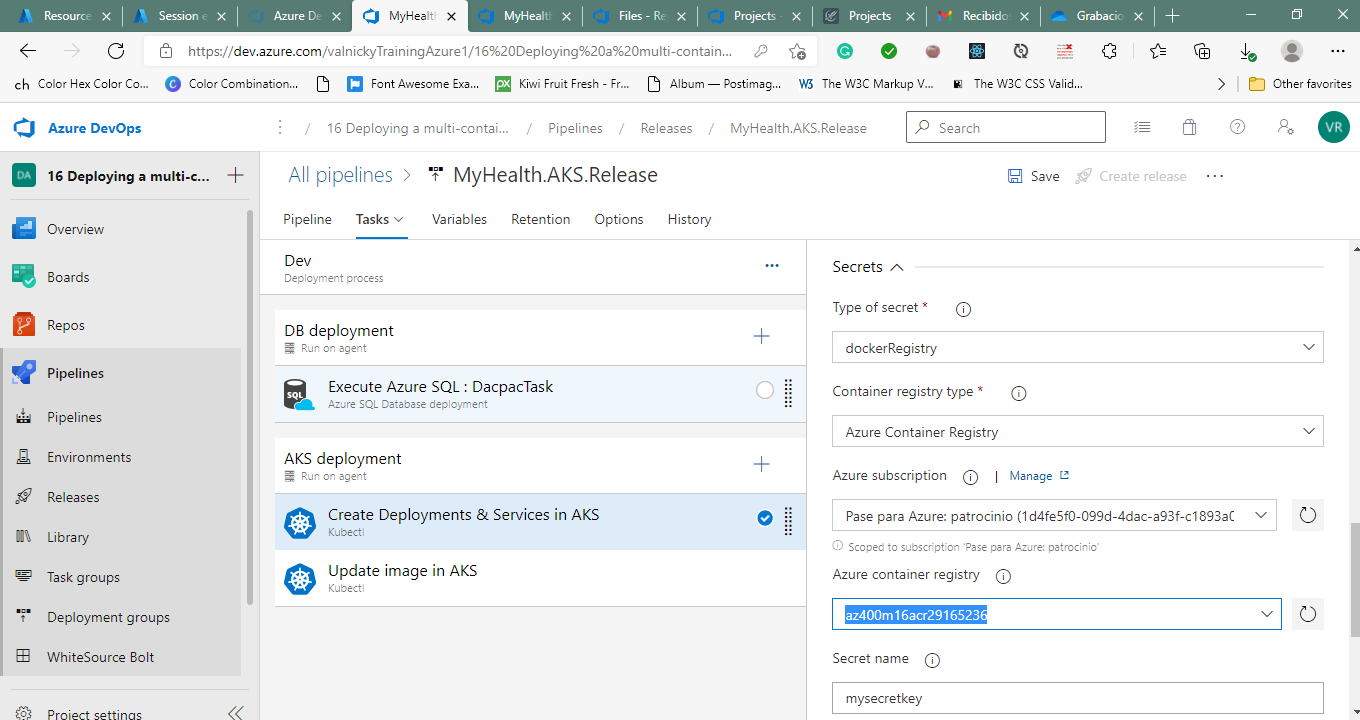 Resource
Session e
Azure De
MyHealth
MyHealth
Files - Re
Projects -
Projects
Recibidos
Grabacio
https://dev.azure.com/valnickyTrainingAzure1/16%20Deploying%20a%20multi-contain...
Color Hex Color Co...
Color Combination...
Font Awesome Exa...
Kiwi Fruit Fresh - Fr...
Album — Postimag...
The W3C Markup V...
The W3C CSS Valid...
Other favorites
Azure DevOps
/ 16 Deploying a multi-contai... / Pipelines / Releases / MyHealth.AKS.Release
Search
VR
DA 16 Deploying a multi-c...
Overview
Boards
Repos
Pipelines
Pipelines
Environments
Releases
Library
Task groups
Deployment groups
WhiteSource Bolt
Project settings
All pipelines > MyHealth.AKS.Release
Save
Create release
Pipeline
Tasks
Variables
Retention
Options
History
Dev
Deployment process
DB deployment
Run on agent
SQL
Execute Azure SQL : DacpacTask
Azure SQL Database deployment
AKS deployment
Run on agent
Create Deployments & Services in AKS
Kubectl
Update image in AKS
Kubectl
Secrets
Type of secret *
dockerRegistry
Container registry type *
Azure Container Registry
Azure subscription | Manage
Pase para Azure: patrocinio (1d4fe5f0-099d-4dac-a93f-c1893a0
Scoped to subscription 'Pase para Azure: patrocinio'
Azure container registry
az400m16acr29165236
Secret name
mysecretkey